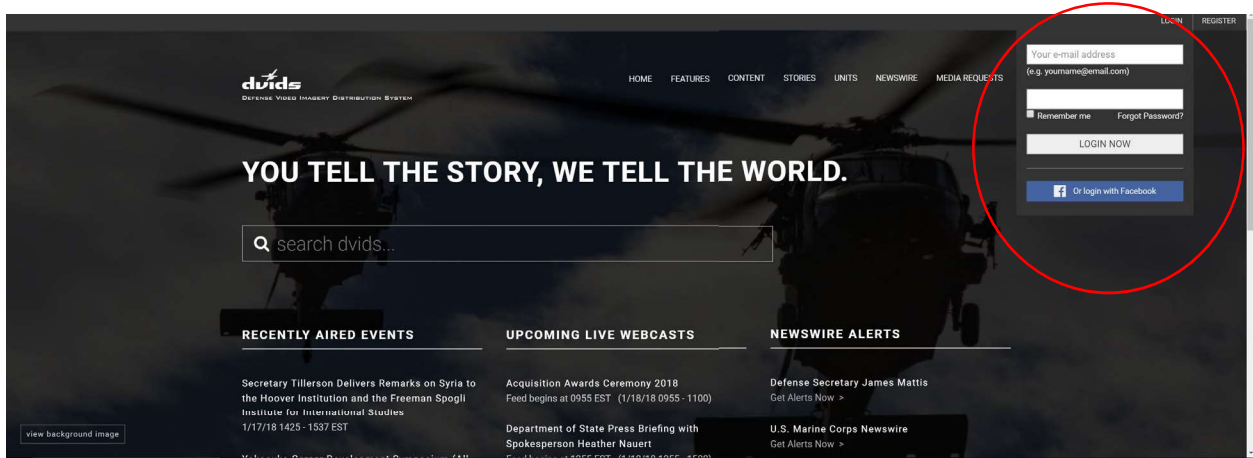 LOGIN REGISTER
Your e-mail address
(e.g. yourname@email.com)
Remember me Forgot Password?
LOGIN NOW
Or login with Facebook
dvids
DEFENSE VIDEO IMAGERY DISTRIBUTION SYSTEM
HOME FEATURES CONTENT STORIES UNITS NEWSWIRE MEDIA REQUESTS
YOU TELL THE STORY, WE TELL THE WORLD.
search dvids...
RECENTLY AIRED EVENTS
Secretary Tillerson Delivers Remarks on Syria to
the Hoover Institution and the Freeman Spogli
Institute for International Studies
1/17/18 1425 - 1537 EST
UPCOMING LIVE WEBCASTS
Acquisition Awards Ceremony 2018
Feed begins at 0955 EST (1/18/18 0955 - 1100)
Department of State Press Briefing with
Spokesperson Heather Nauert
NEWSWIRE ALERTS
Defense Secretary James Mattis
Get Alerts Now >
U.S. Marine Corps Newswire
Get Alerts Now >
view background image